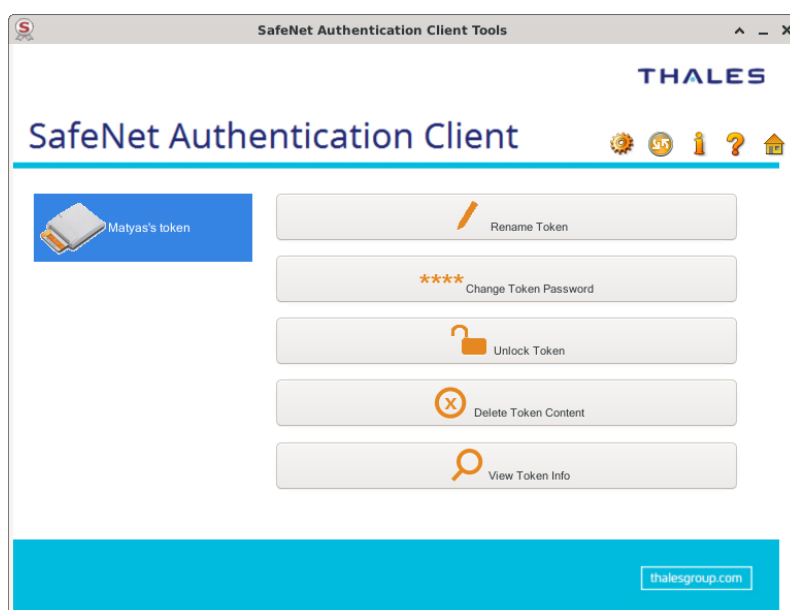 SafeNet Authentication Client Tools
THALES
SafeNet Authentication Client
Matyas's token
Rename Token
**** Change Token Password
Unlock Token
Delete Token Content
View Token Info
thalesgroup.com